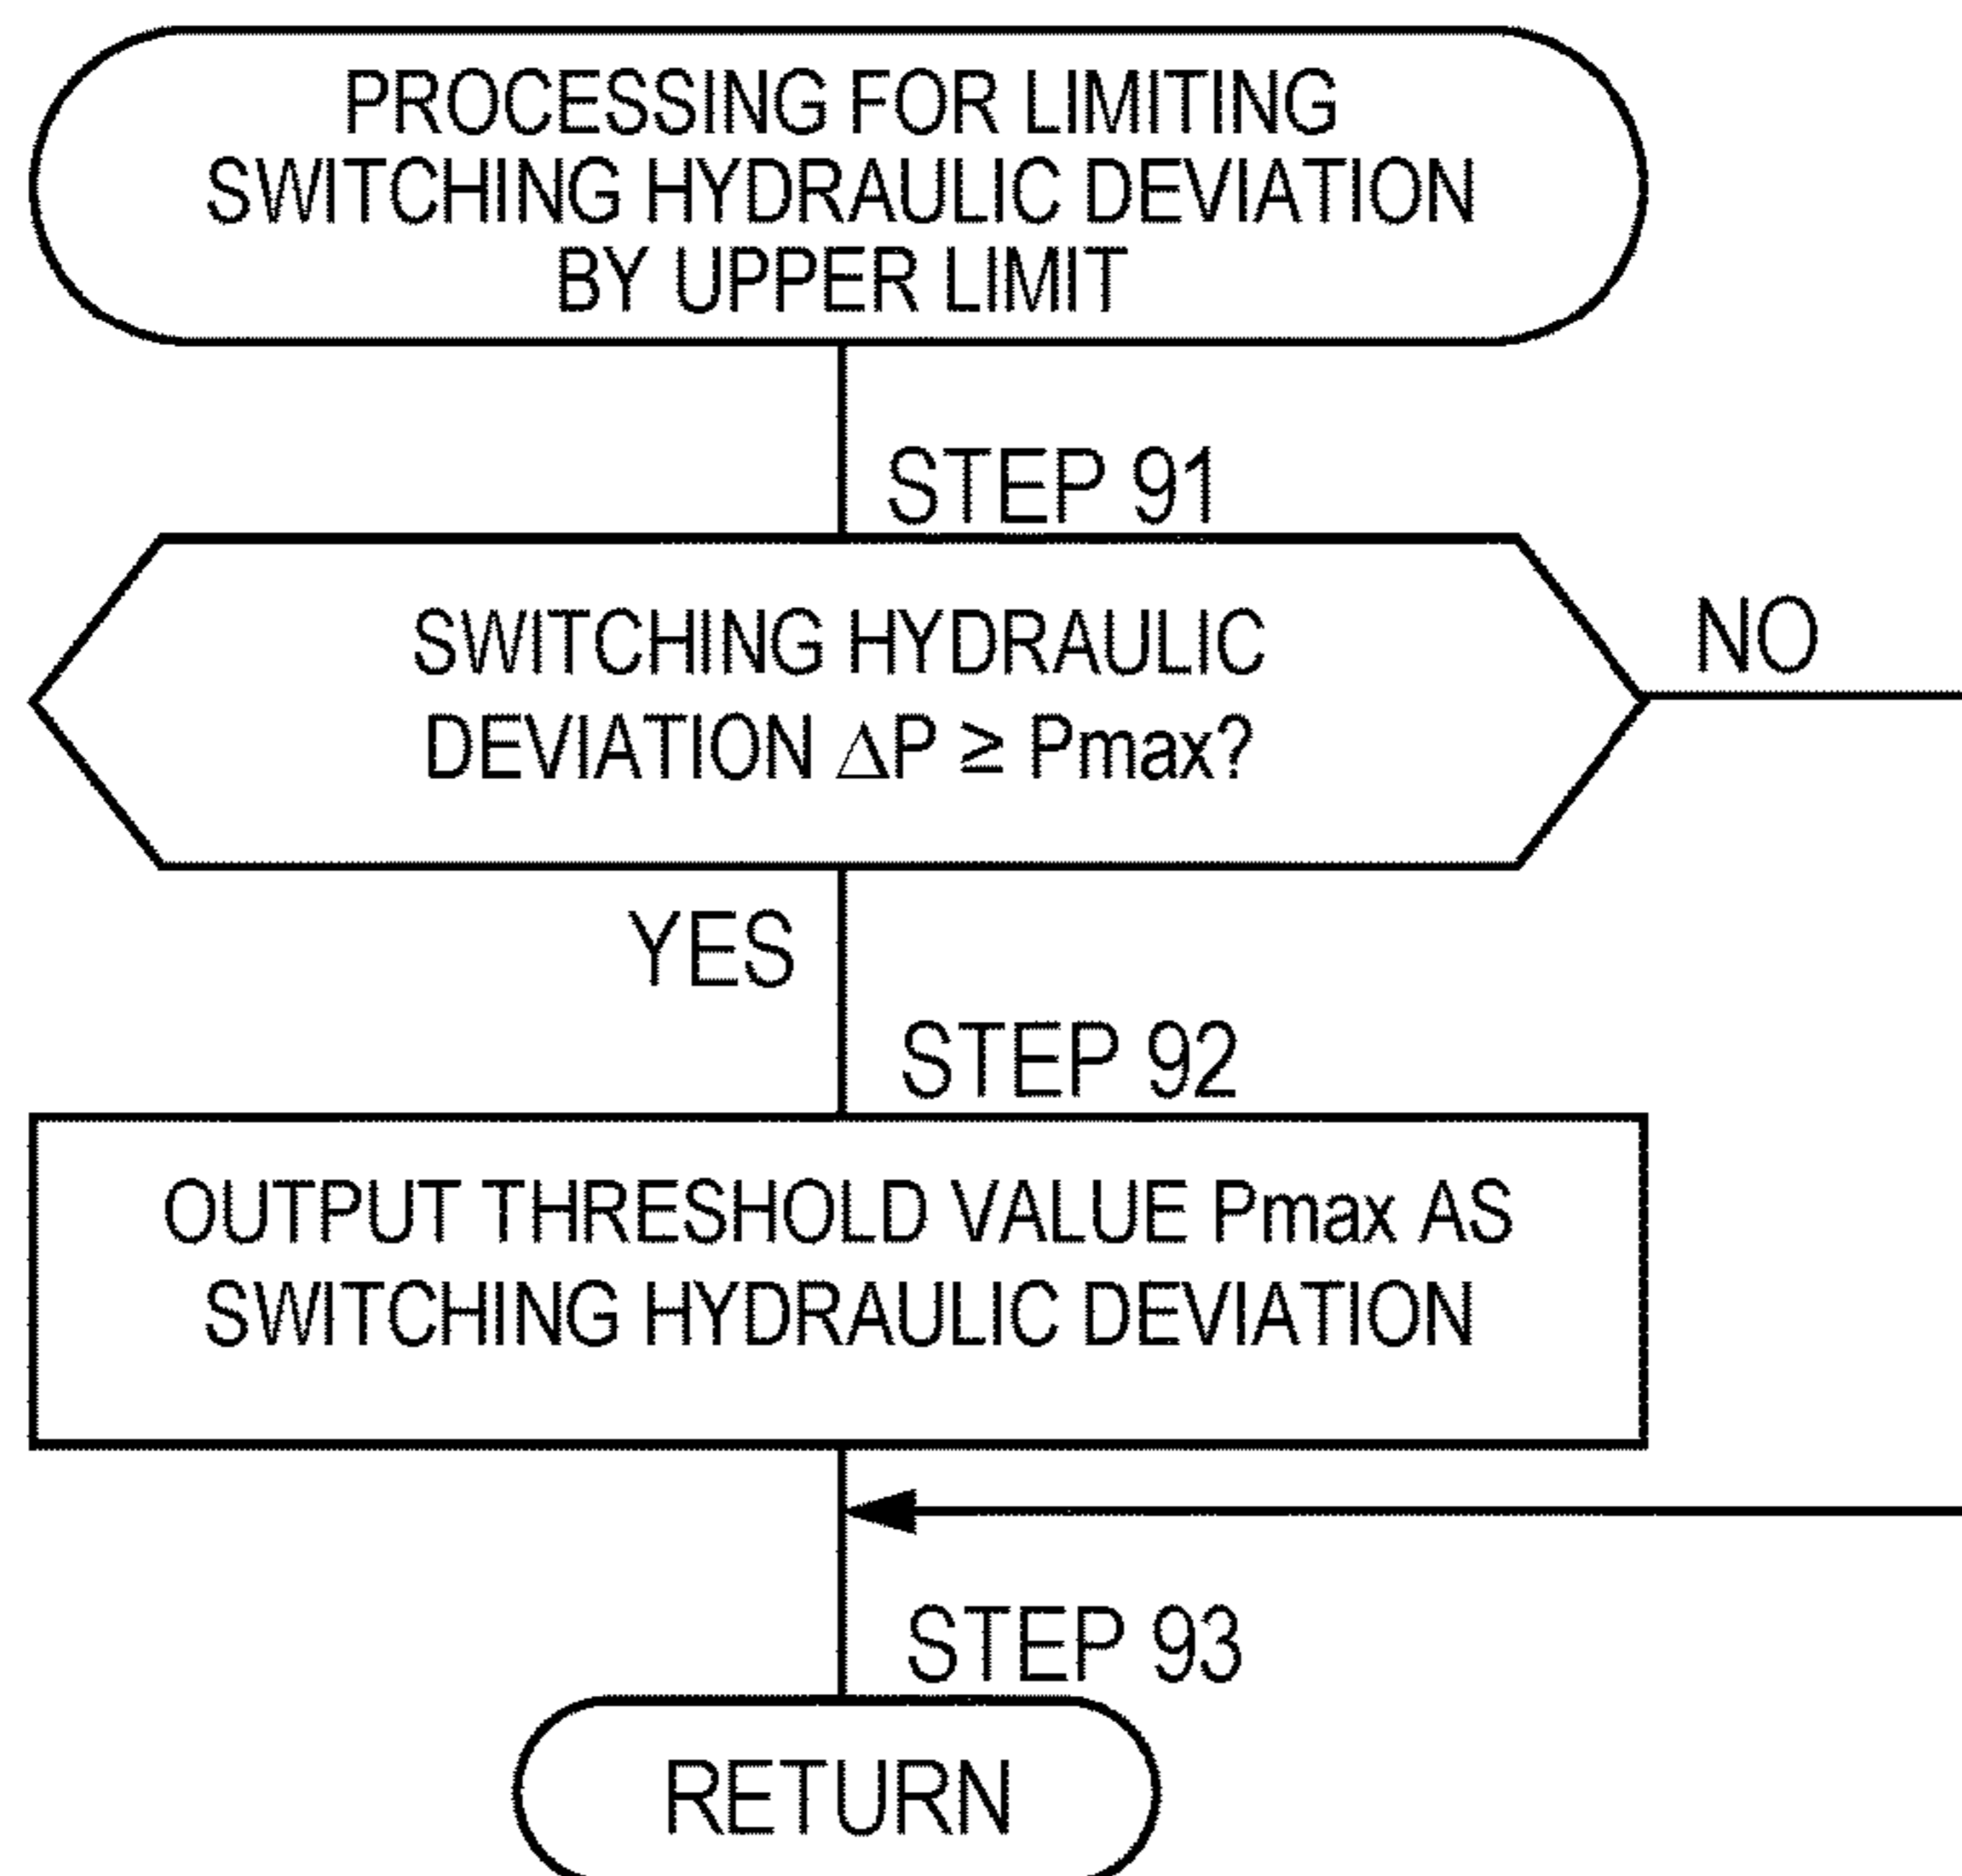 PROCESSING FOR LIMITING
SWITCHING HYDRAULIC DEVIATION
BY UPPER LIMIT
STEP 91
SWITCHING HYDRAULIC
DEVIATION ΔP ≥ Pmax?
NO
YES
STEP 92
OUTPUT THRESHOLD VALUE Pmax AS
SWITCHING HYDRAULIC DEVIATION
STEP 93
RETURN